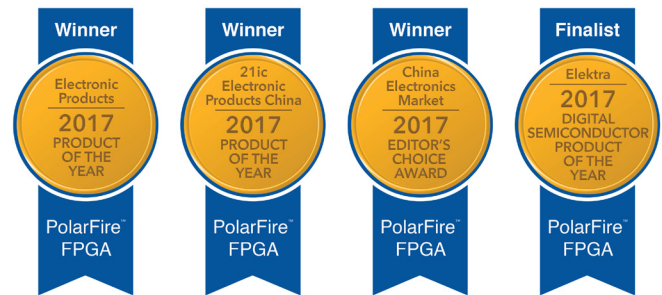 Winner
Electronic
Products
2017
PRODUCT
OF THE
YEAR
PolarFire™
FPGA
Winner
21ic
Electronic
Products China
2017
PRODUCT
OF THE
YEAR
PolarFire™
FPGA
Winner
China
Electronics
Market
2017
EDITOR'S
CHOICE
AWARD
PolarFire™
FPGA
Finalist
Elektra
2017
DIGITAL
SEMICONDUCTOR
PRODUCT
OF THE
YEAR
PolarFire™
FPGA